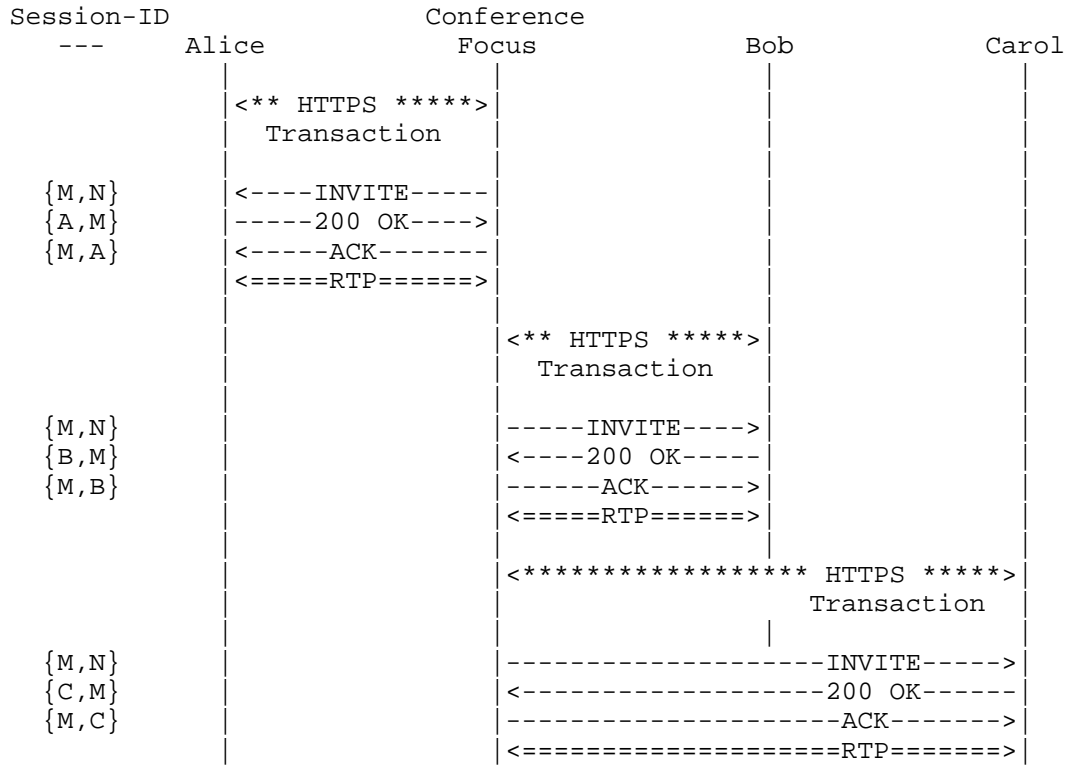 Session-ID                Conference
   ---     Alice            Focus             Bob            Carol
             |                |                |               |
             |<** HTTPS *****>|                |               |
             |  Transaction   |                |               |
             |                |                |               |
  {M,N}      |<----INVITE-----|                |               |
  {A,M}      |-----200 OK---->|                |               |
  {M,A}      |<-----ACK-------|                |               |
             |<=====RTP======>|                |               |
             |                |                |               |
             |                |<** HTTPS *****>|               |
             |                |  Transaction   |               |
             |                |                |               |
  {M,N}      |                |-----INVITE---->|               |
  {B,M}      |                |<----200 OK-----|               |
  {M,B}      |                |------ACK------>|               |
             |                |<=====RTP======>|               |
             |                |                |               |
             |                |<****************** HTTPS *****>|
             |                |                   Transaction  |
             |                |                |               |
  {M,N}      |                |--------------------INVITE----->|
  {C,M}      |                |<-------------------200 OK------|
  {M,C}      |                |---------------------ACK------->|
             |                |<====================RTP=======>|